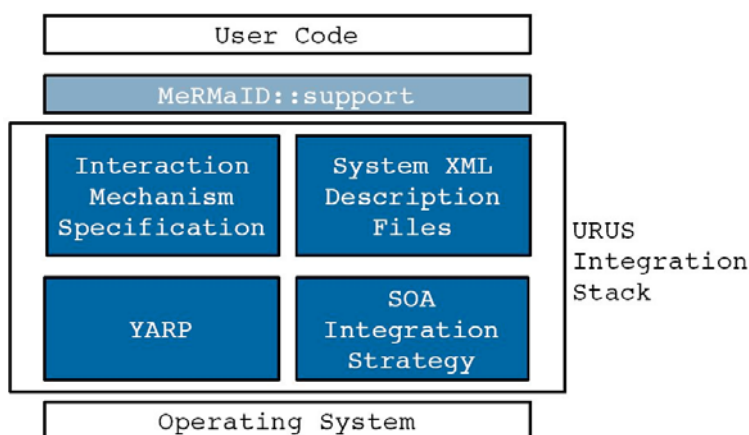 User Code
MeRMaID::support
Interaction
Mechanism
Specification
System XML
Description
Files
URUS
Integration
Stack
YARP
SOA
Integration
Strategy
Operating System